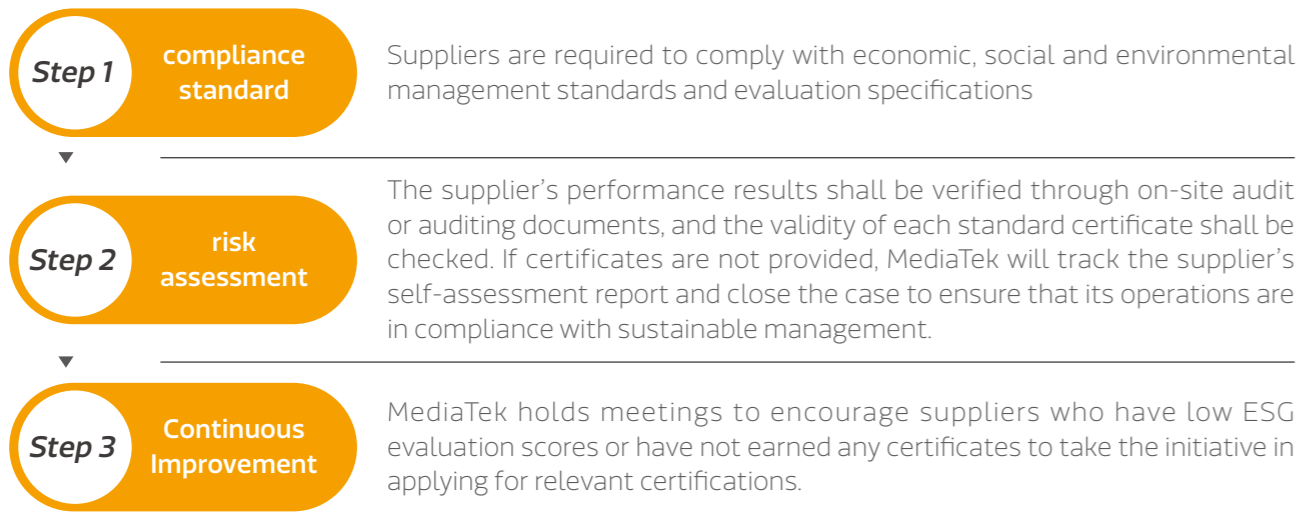 Step 1
compliance
standard
Suppliers are required to comply with economic, social and environmental
management standards and evaluation specifications
Step 2
risk
assessment
The supplier’s performance results shall be verified through on-site audit
or auditing documents, and the validity of each standard certificate shall be
checked. If certificates are not provided, MediaTek will track the supplier’s
self-assessment report and close the case to ensure that its operations are
in compliance with sustainable management.
Step 3
Continuous
Improvement
MediaTek holds meetings to encourage suppliers who have low ESG
evaluation scores or have not earned any certificates to take the initiative in
applying for relevant certifications.